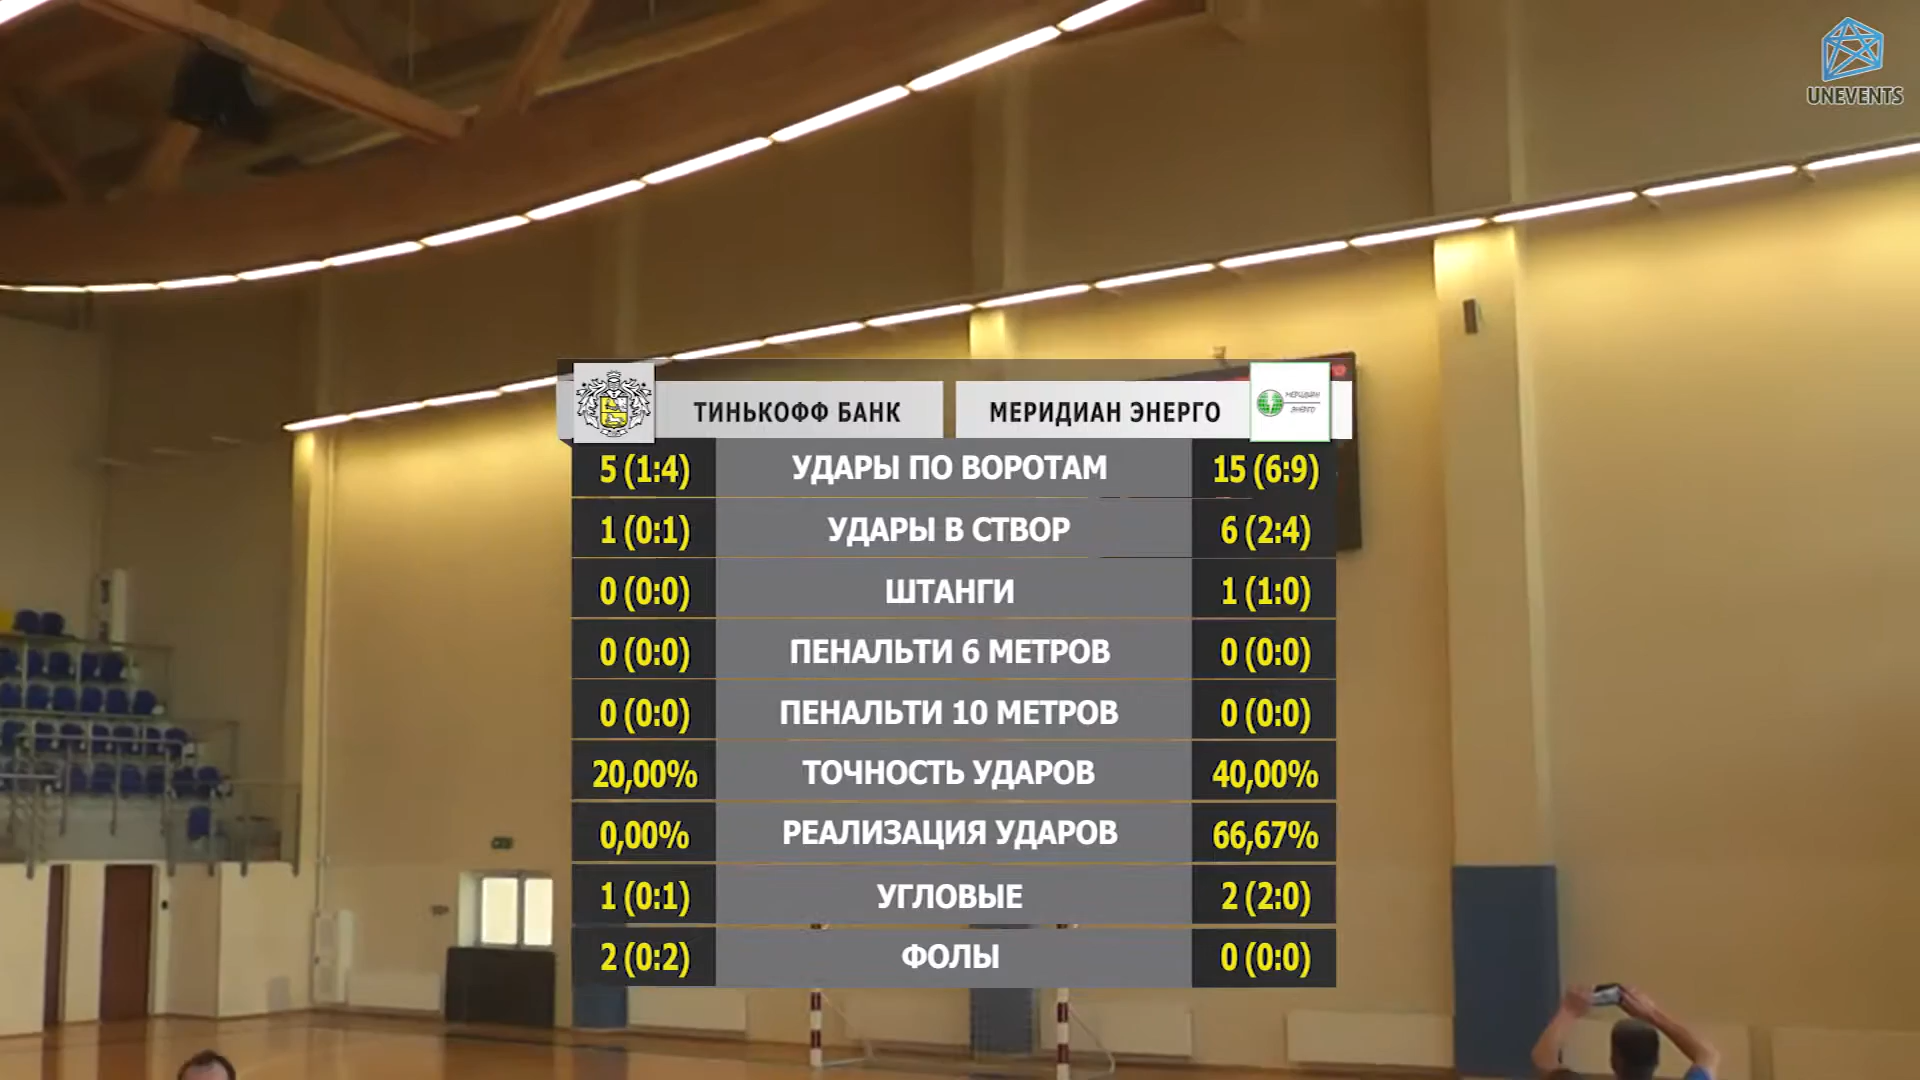 UNEVENTS
ТИНЬКОФФ БАНК МЕРИДИАН ЭНЕРГО МЕРИДИАН
ЭНЕРГО
5 (1:4) УДАРЫ ПО ВОРОТАМ 15 (6:9)
1 (0:1) УДАРЫ В СТВОР 6 (2:4)
0 (0:0) ШТАНГИ 1 (1:0)
0 (0:0) ПЕНАЛЬТИ 6 МЕТРОВ 0 (0:0)
0 (0:0) ПЕНАЛЬТИ 10 МЕТРОВ 0 (0:0)
20,00% ТОЧНОСТЬ УДАРОВ 40,00%
0,00% РЕАЛИЗАЦИЯ УДАРОВ 66,67%
1 (0:1) УГЛОВЫЕ 2 (2:0)
2 (0:2) ФОЛЫ 0 (0:0)